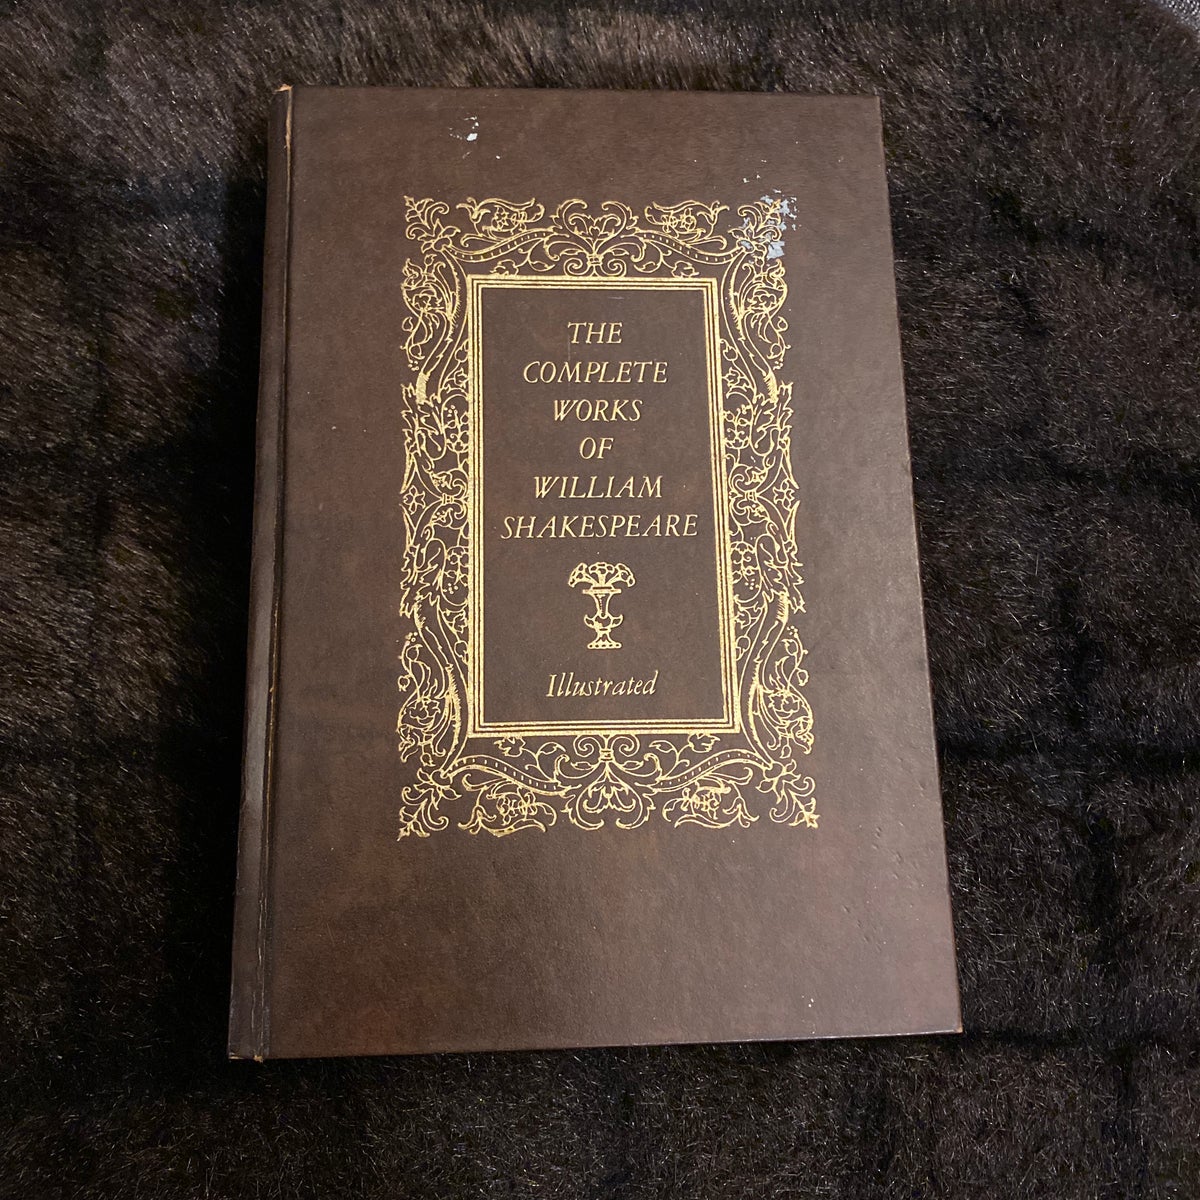 THE
COMPLETE
WORKS
OF
WILLIAM
SHAKESPEARE
Illustrated